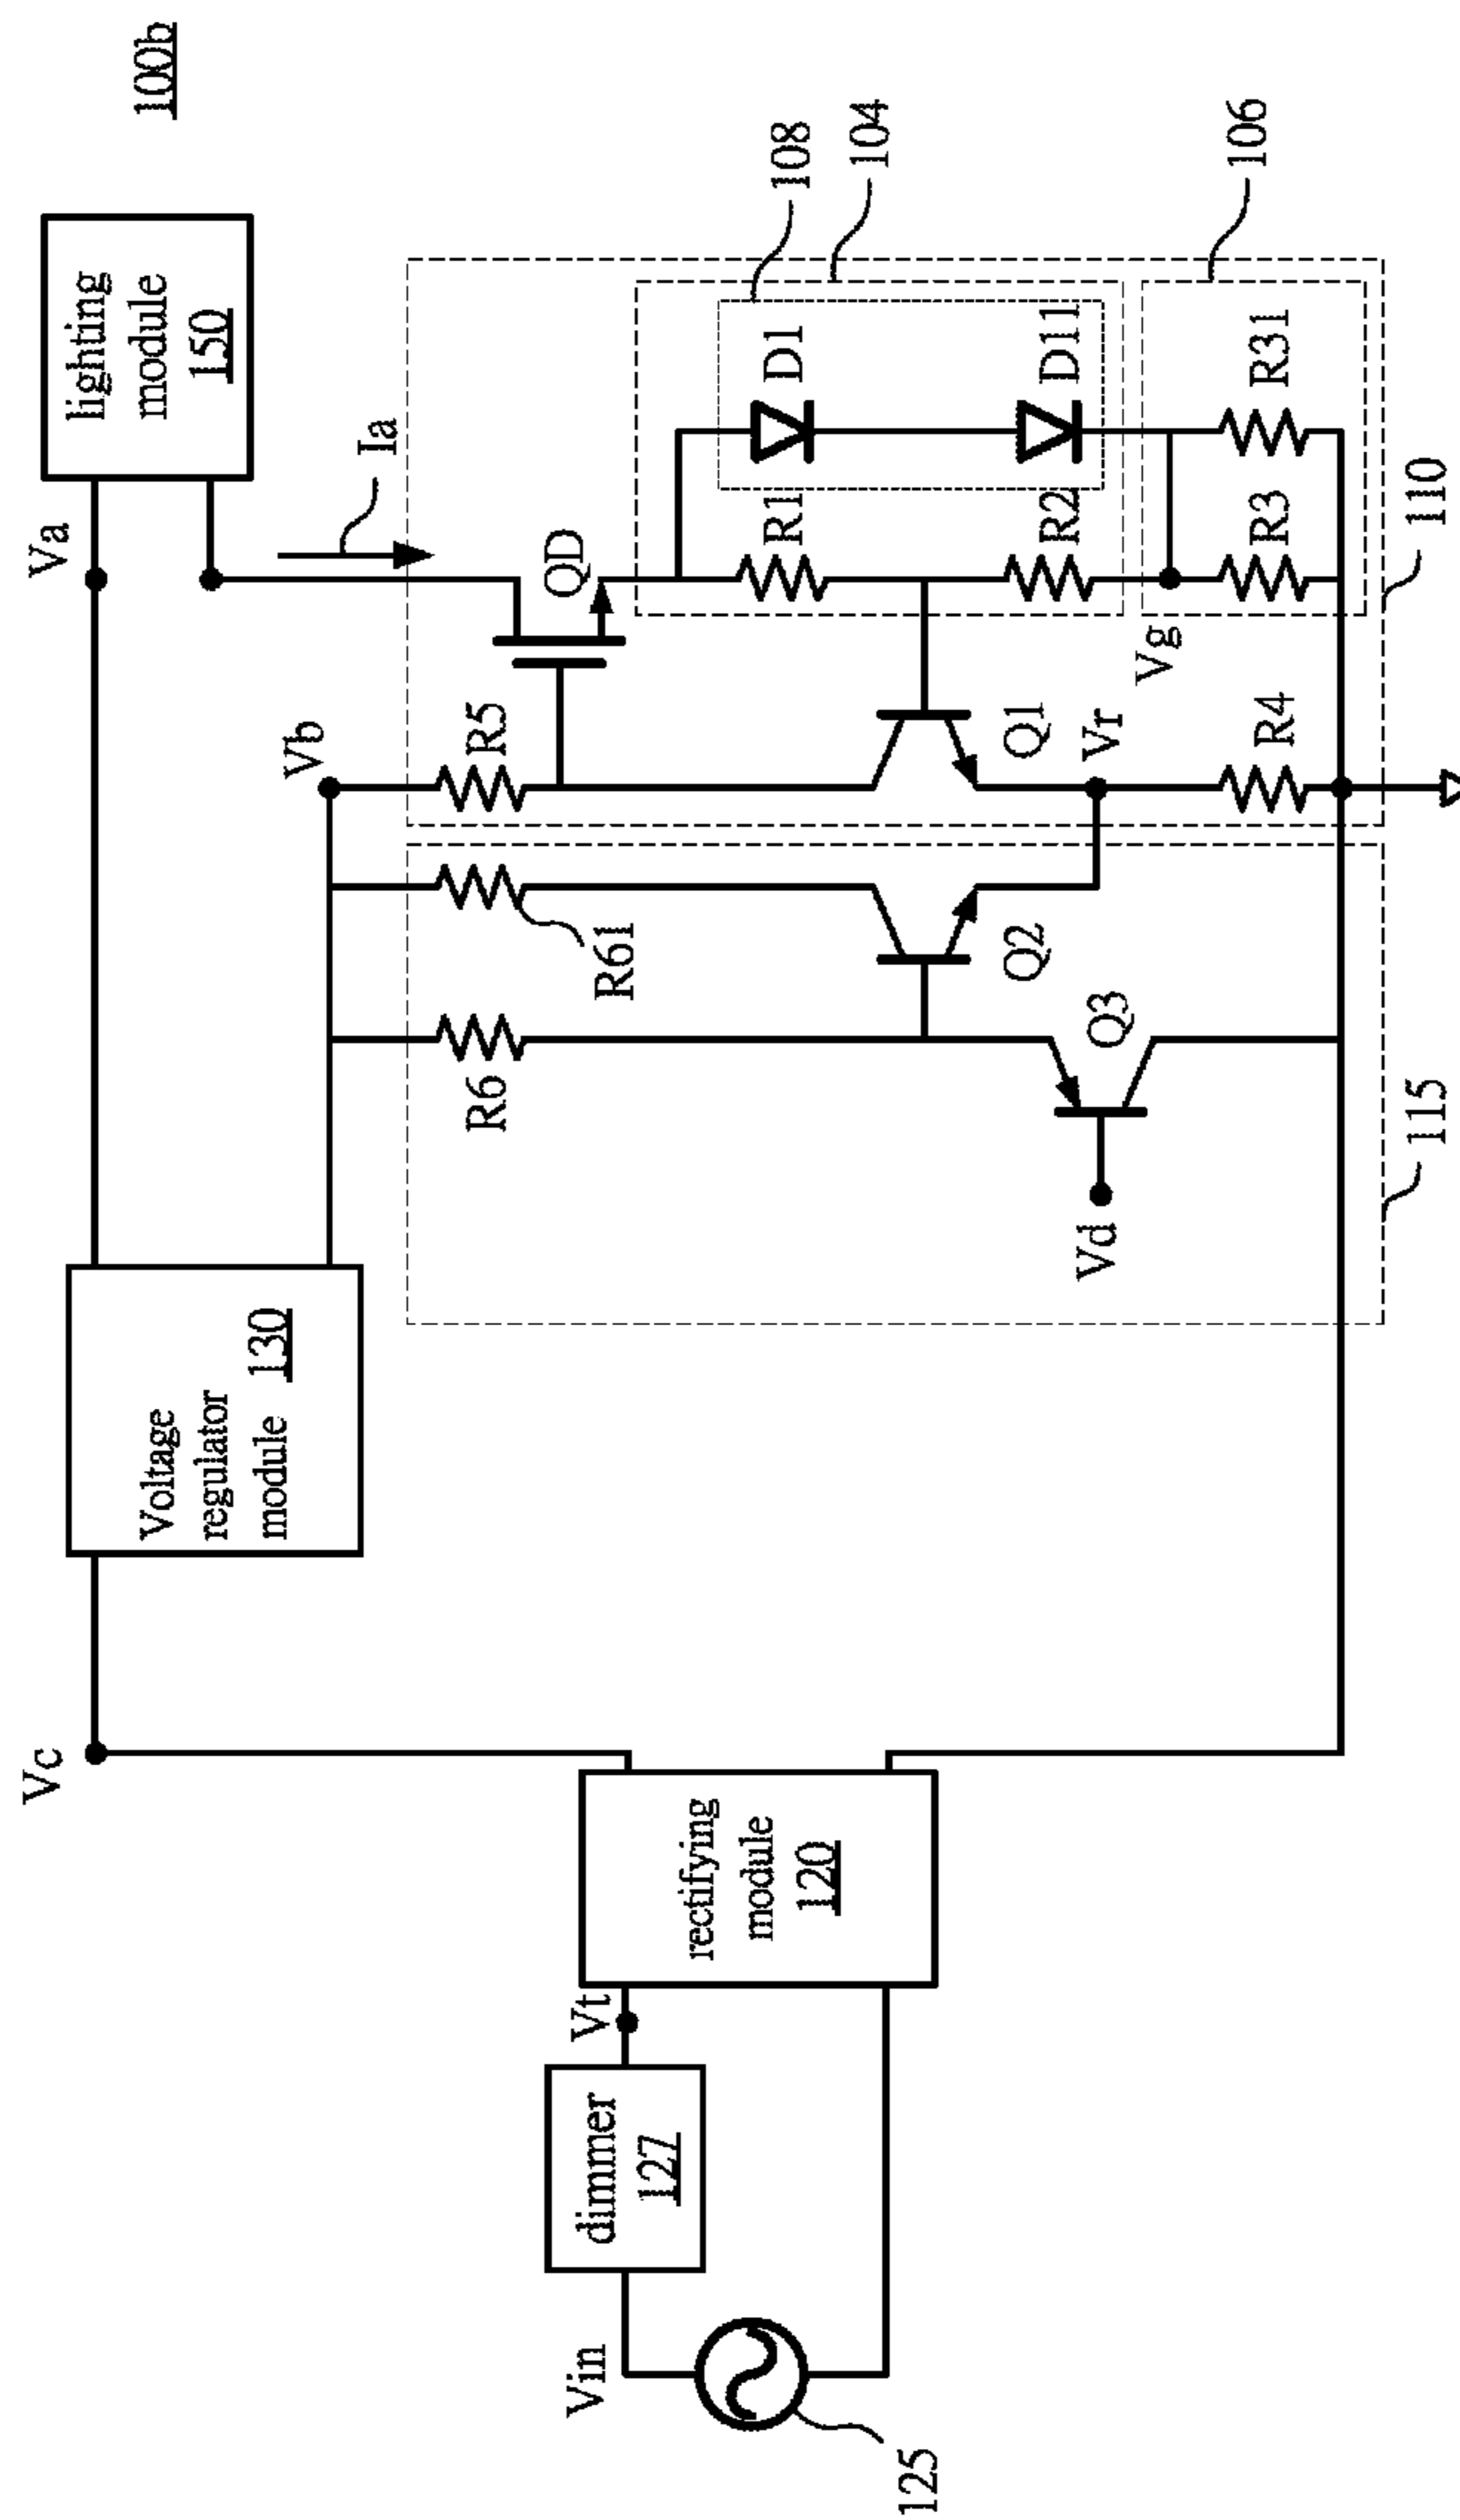 100b
Vin
125
dimmer
127
Vt
rectifying
module
120
Vc
Voltage
regulator
module 130
Va
lighting
module
150
Ia
Vb
R6
R61
R5
QD
Q3
Vd
Q2
Q1
Vr
R4
R1
R2
D1
D11
Vg
R3
R31
108
104
106
110
115